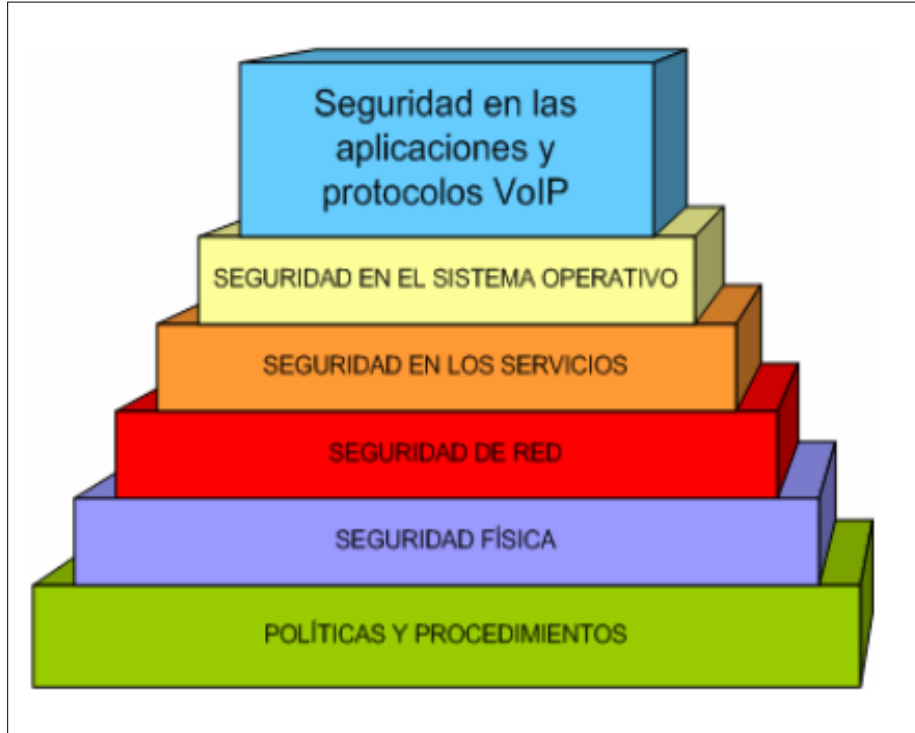 Seguridad en las
aplicaciones y
protocolos VoIP
SEGURIDAD EN EL SISTEMA OPERATIVO
SEGURIDAD EN LOS SERVICIOS
SEGURIDAD DE RED
SEGURIDAD FÍSICA
POLÍTICAS Y PROCEDIMIENTOS